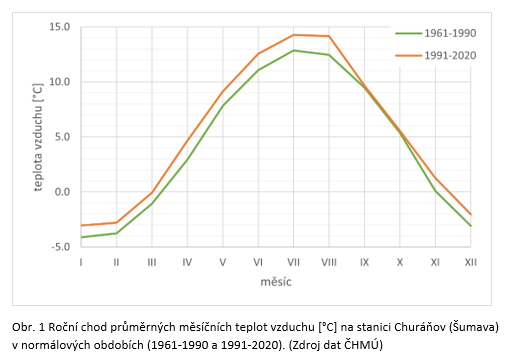 15.0
1961-1990
1991-2020
10.0
5.0
0.0
-5.0
teplota vzduchu [°C]
I II III IV V VI VII VIII IX X XI XII
měsíc
Obr. 1 Roční chod průměrných měsíčních teplot vzduchu [°C] na stanici Churáňov (Šumava)
v normálových obdobích (1961-1990 a 1991-2020). (Zdroj dat ČHMÚ)